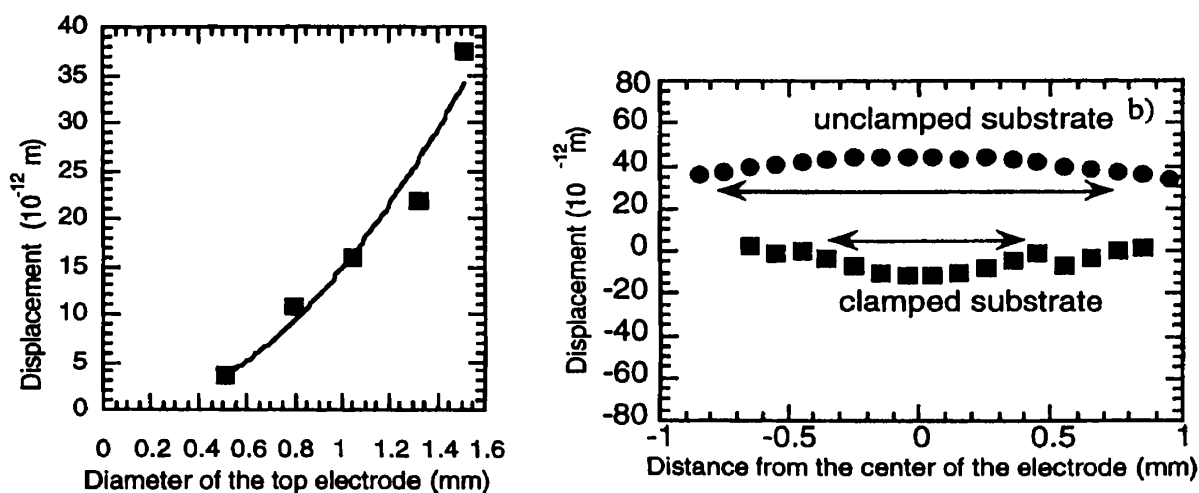 40
35
30
25
20
15
10
5
0
Displacement (10⁻¹² m)
0 0.2 0.4 0.6 0.8 1 1.2 1.4 1.6
Diameter of the top electrode (mm)
80
60
40
20
0
-20
-40
-60
-80
Displacement (10 ⁻¹²m)
b)
unclamped substrate
clamped substrate
-1 -0.5 0 0.5 1
Distance from the center of the electrode (mm)